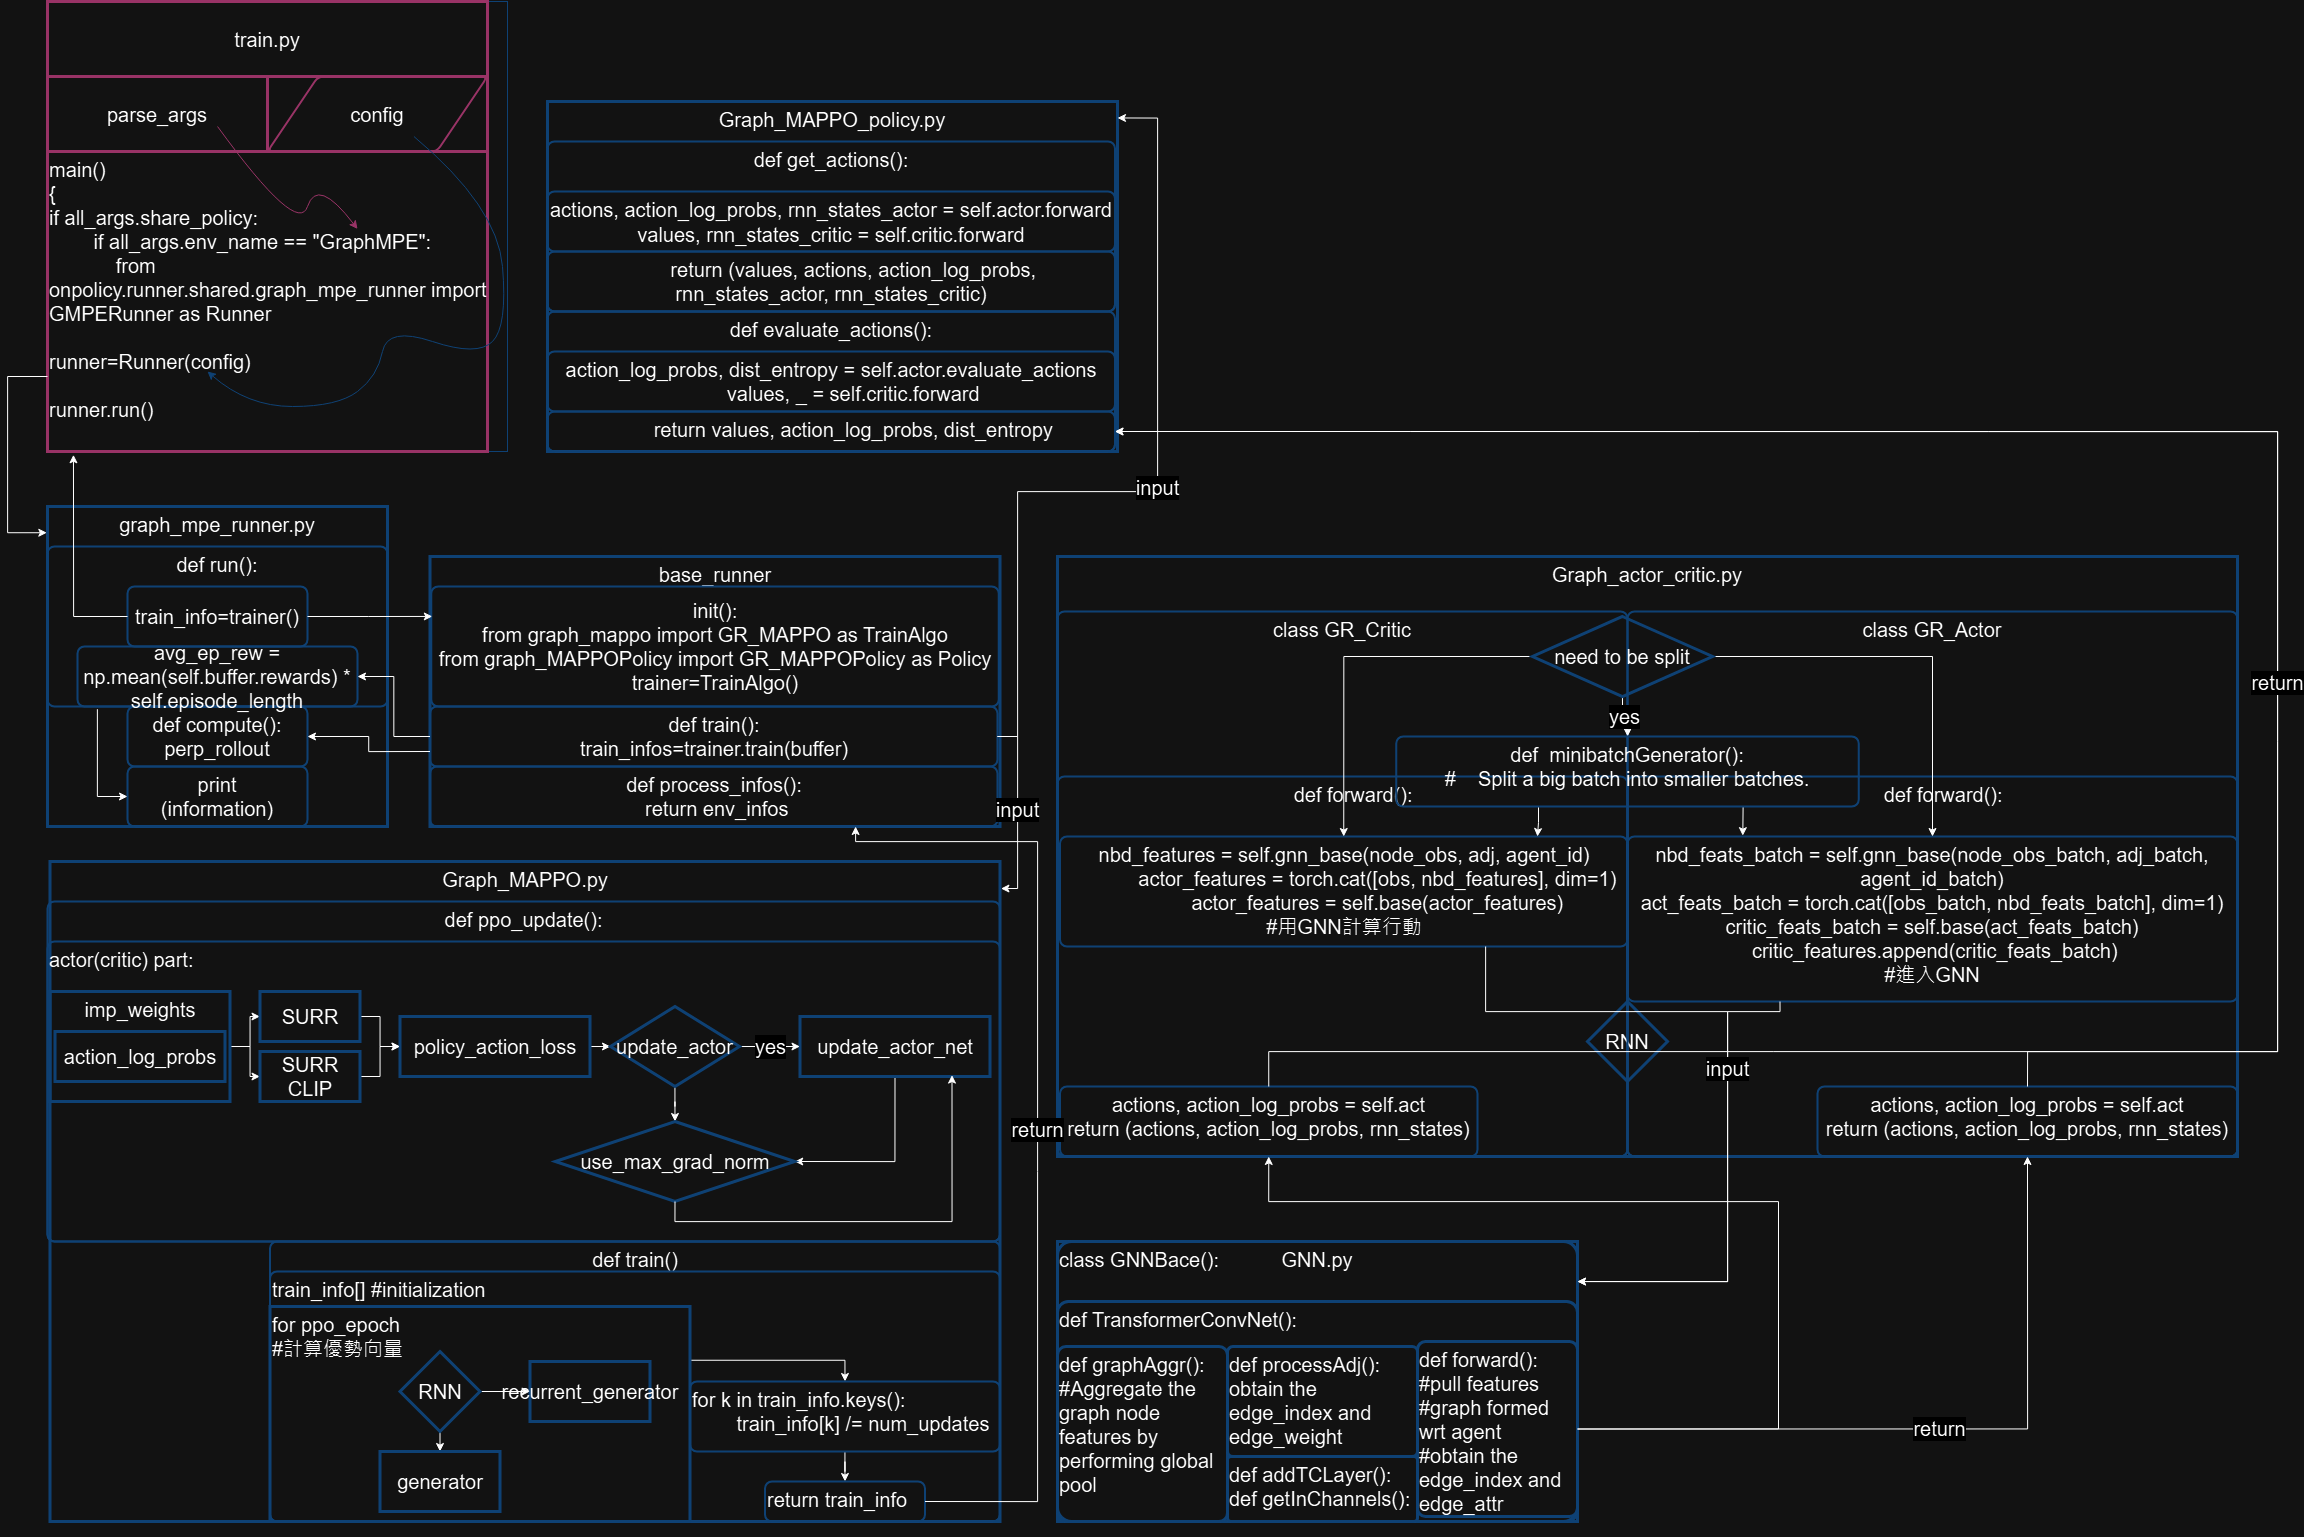 train.py
parse_args
config
main()
{
if all_args.share_policy:
if all_args.env_name == "GraphMPE":
from
onpolicy.runner.shared.graph_mpe_runner import
GMPERunner as Runner
runner=Runner(config)
runner.run()
Graph_MAPPO_policy.py
def get_actions():
actions, action_log_probs, rnn_states_actor = self.actor.forward
values, rnn_states_critic = self.critic.forward
return (values, actions, action_log_probs,
rnn_states_actor, rnn_states_critic)
def evaluate_actions():
action_log_probs, dist_entropy = self.actor.evaluate_actions
values, _ = self.critic.forward
return values, action_log_probs, dist_entropy
input
return
graph_mpe_runner.py
def run():
train_info=trainer()
avg_ep_rew =
np.mean(self.buffer.rewards) *
self.episode_length
def compute():
perp_rollout
print
(information)
base_runner
init():
from graph_mappo import GR_MAPPO as TrainAlgo
from graph_MAPPOPolicy import GR_MAPPOPolicy as Policy
trainer=TrainAlgo()
def train():
train_infos=trainer.train(buffer)
def process_infos():
return env_infos
input
Graph_actor_critic.py
class GR_Critic
class GR_Actor
need to be split
yes
def  minibatchGenerator():
#    Split a big batch into smaller batches.
def forward():
def forward():
nbd_features = self.gnn_base(node_obs, adj, agent_id)
actor_features = torch.cat([obs, nbd_features], dim=1)
actor_features = self.base(actor_features)
#用GNN計算行動
nbd_feats_batch = self.gnn_base(node_obs_batch, adj_batch,
agent_id_batch)
act_feats_batch = torch.cat([obs_batch, nbd_feats_batch], dim=1)
critic_feats_batch = self.base(act_feats_batch)
critic_features.append(critic_feats_batch)
#進入GNN
RNN
input
actions, action_log_probs = self.act
return (actions, action_log_probs, rnn_states)
actions, action_log_probs = self.act
return (actions, action_log_probs, rnn_states)
Graph_MAPPO.py
def ppo_update():
actor(critic) part:
imp_weights
action_log_probs
SURR
SURR
CLIP
policy_action_loss
update_actor
yes
update_actor_net
use_max_grad_norm
return
def train()
train_info[] #initialization
for ppo_epoch
#計算優勢向量
RNN
recurrent_generator
generator
for k in train_info.keys():
train_info[k] /= num_updates
return train_info
class GNNBace():
GNN.py
def TransformerConvNet():
def graphAggr():
#Aggregate the
graph node
features by
performing global
pool
def processAdj():
obtain the
edge_index and
edge_weight
def addTCLayer():
def getInChannels():
def forward():
#pull features
#graph formed
wrt agent
#obtain the
edge_index and
edge_attr
return